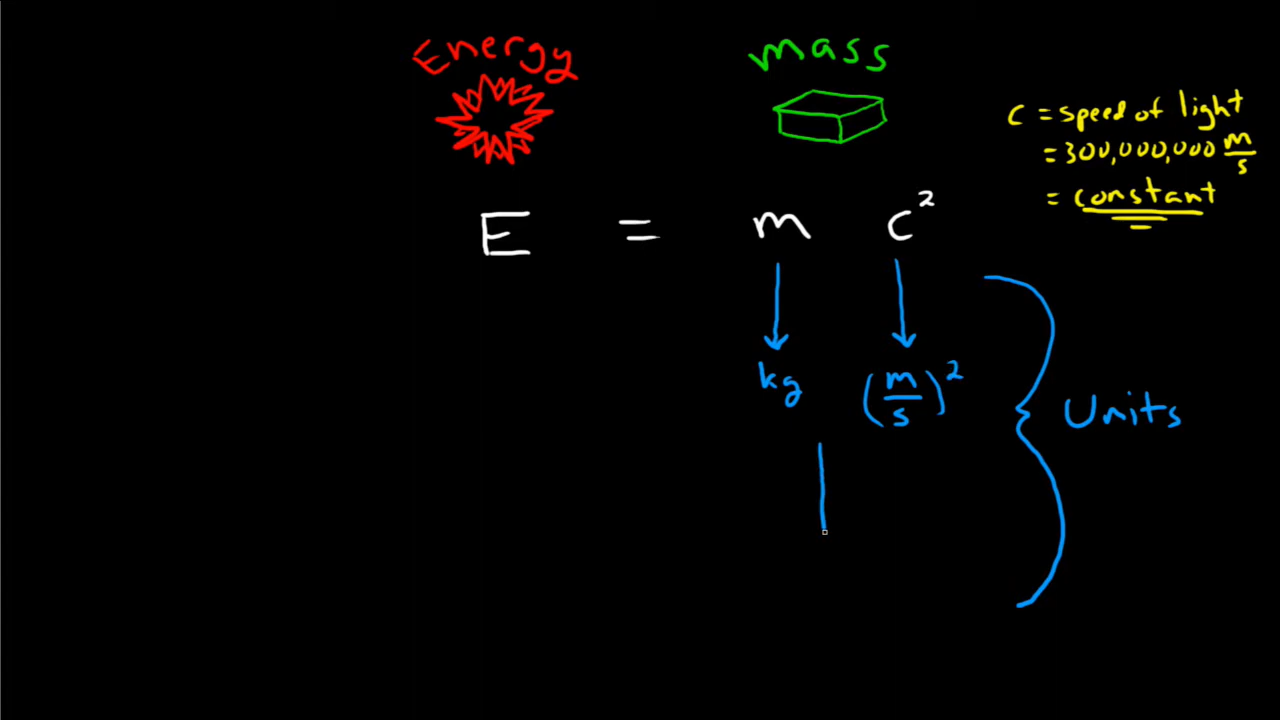 Energy mass
c = speed of light
= 300,000,000 m/s
= constant
E = m c²
kg (m/s)²
Units